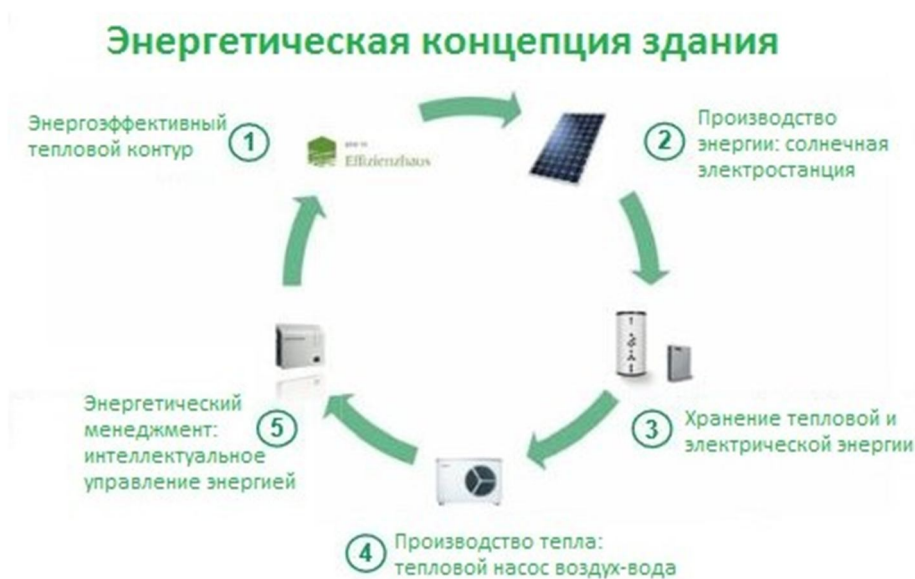 Энергетическая концепция здания
Энергоэффективный
тепловой контур
1
Effizienzhaus
2
Производство
энергии: солнечная
электростанция
3
Хранение тепловой и
электрической энергии
4
Производство тепла:
тепловой насос воздух-вода
5
Энергетический
менеджмент:
интеллектуальное
управление энергией